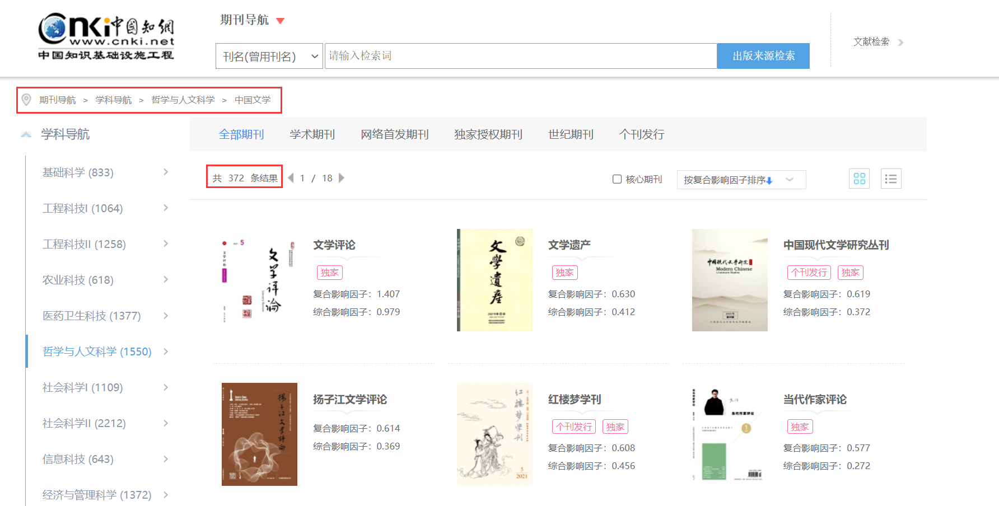 cnki中国知網
www.cnki.net
中国知识基础设施工程
期刊导航
刊名(曾用刊名)
请输入检索词
出版来源检索
文献检索
期刊导航 > 学科导航 > 哲学与人文科学 > 中国文学
学科导航
基础科学 (833)
工程科技I (1064)
工程科技II (1258)
农业科技 (618)
医药卫生科技 (1377)
哲学与人文科学 (1550)
社会科学I (1109)
社会科学II (2212)
信息科技 (643)
经济与管理科学 (1372)
全部期刊 学术期刊 网络首发期刊 独家授权期刊 世纪期刊 个刊发行
共 372 条结果 1 / 18
核心期刊
按复合影响因子排序
5
文学评论
文学評論
文学评论
独家
复合影响因子：1.407
综合影响因子：0.979
文學遺産
文学遗产
独家
复合影响因子：0.630
综合影响因子：0.412
中國現代文學研究
Modern Chinese
Literature Studies
中国现代文学研究丛刊
个刊发行 独家
复合影响因子：0.619
综合影响因子：0.372
揚子江文學評論
扬子江文学评论
复合影响因子：0.614
综合影响因子：0.369
红楼梦学刊
5
2021
红楼梦学刊
个刊发行 独家
复合影响因子：0.608
综合影响因子：0.456
当代作家评论
5
当代作家评论
独家
复合影响因子：0.577
综合影响因子：0.272